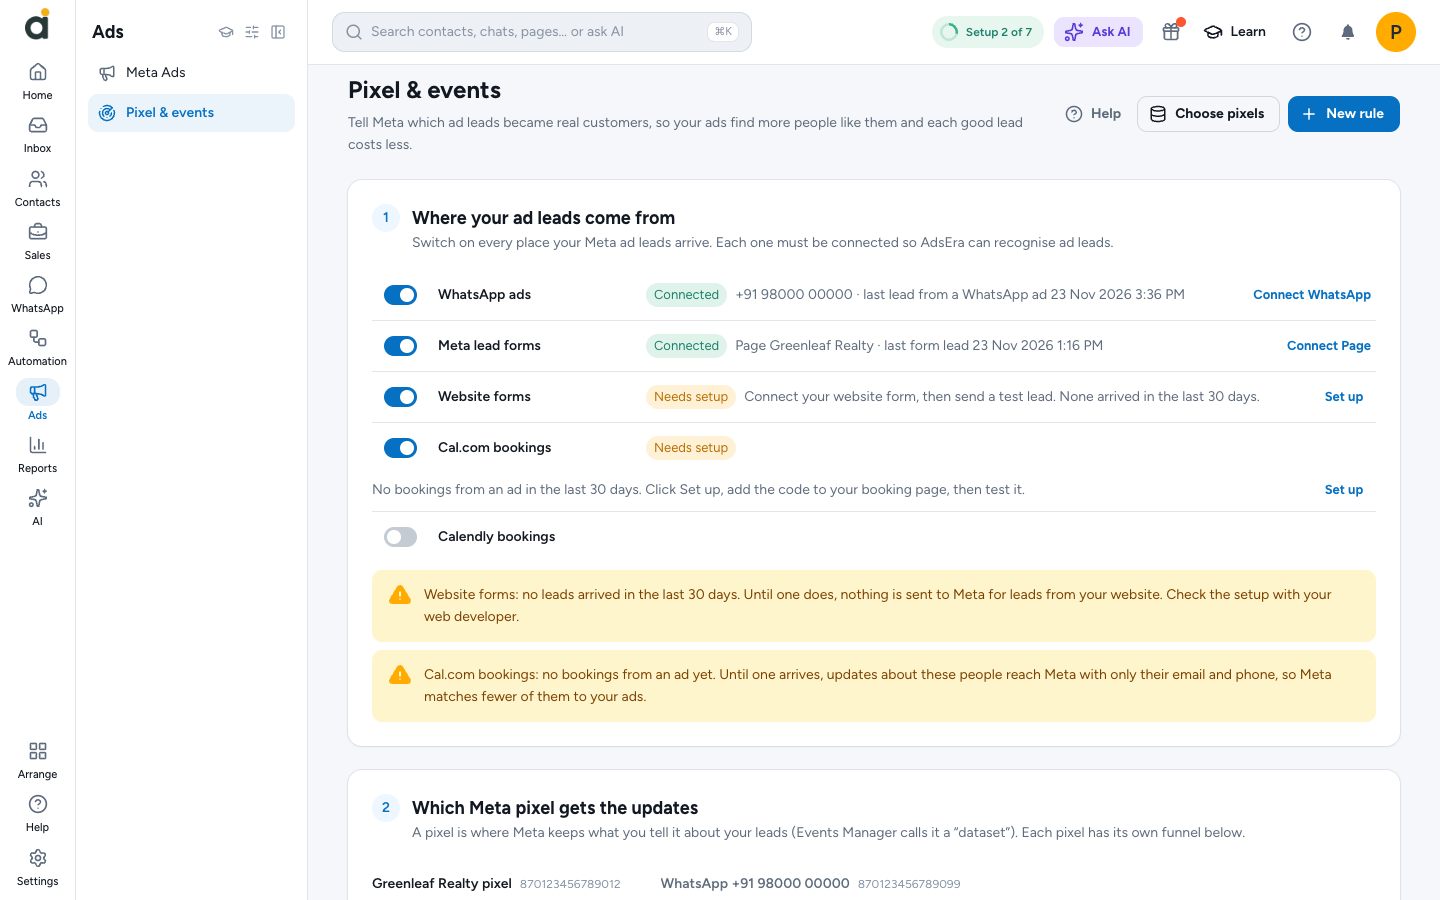 Ads
Search contacts, chats, pages... or ask AI
⌘K
Setup 2 of 7
Ask AI
Learn
P
Home
Inbox
Contacts
Sales
WhatsApp
Automation
Ads
Reports
AI
Arrange
Help
Settings
Meta Ads
Pixel & events
Pixel & events
Tell Meta which ad leads became real customers, so your ads find more people like them and each good lead
costs less.
Help
Choose pixels
New rule
1
Where your ad leads come from
Switch on every place your Meta ad leads arrive. Each one must be connected so AdsEra can recognise ad leads.
WhatsApp ads
Connected
+91 98000 00000 · last lead from a WhatsApp ad 23 Nov 2026 3:36 PM
Connect WhatsApp
Meta lead forms
Connected
Page Greenleaf Realty · last form lead 23 Nov 2026 1:16 PM
Connect Page
Website forms
Needs setup
Connect your website form, then send a test lead. None arrived in the last 30 days.
Set up
Cal.com bookings
Needs setup
No bookings from an ad in the last 30 days. Click Set up, add the code to your booking page, then test it.
Set up
Calendly bookings
Website forms: no leads arrived in the last 30 days. Until one does, nothing is sent to Meta for leads from your website. Check the setup with your
web developer.
Cal.com bookings: no bookings from an ad yet. Until one arrives, updates about these people reach Meta with only their email and phone, so Meta
matches fewer of them to your ads.
2
Which Meta pixel gets the updates
A pixel is where Meta keeps what you tell it about your leads (Events Manager calls it a “dataset”). Each pixel has its own funnel below.
Greenleaf Realty pixel 870123456789012
WhatsApp +91 98000 00000 870123456789099